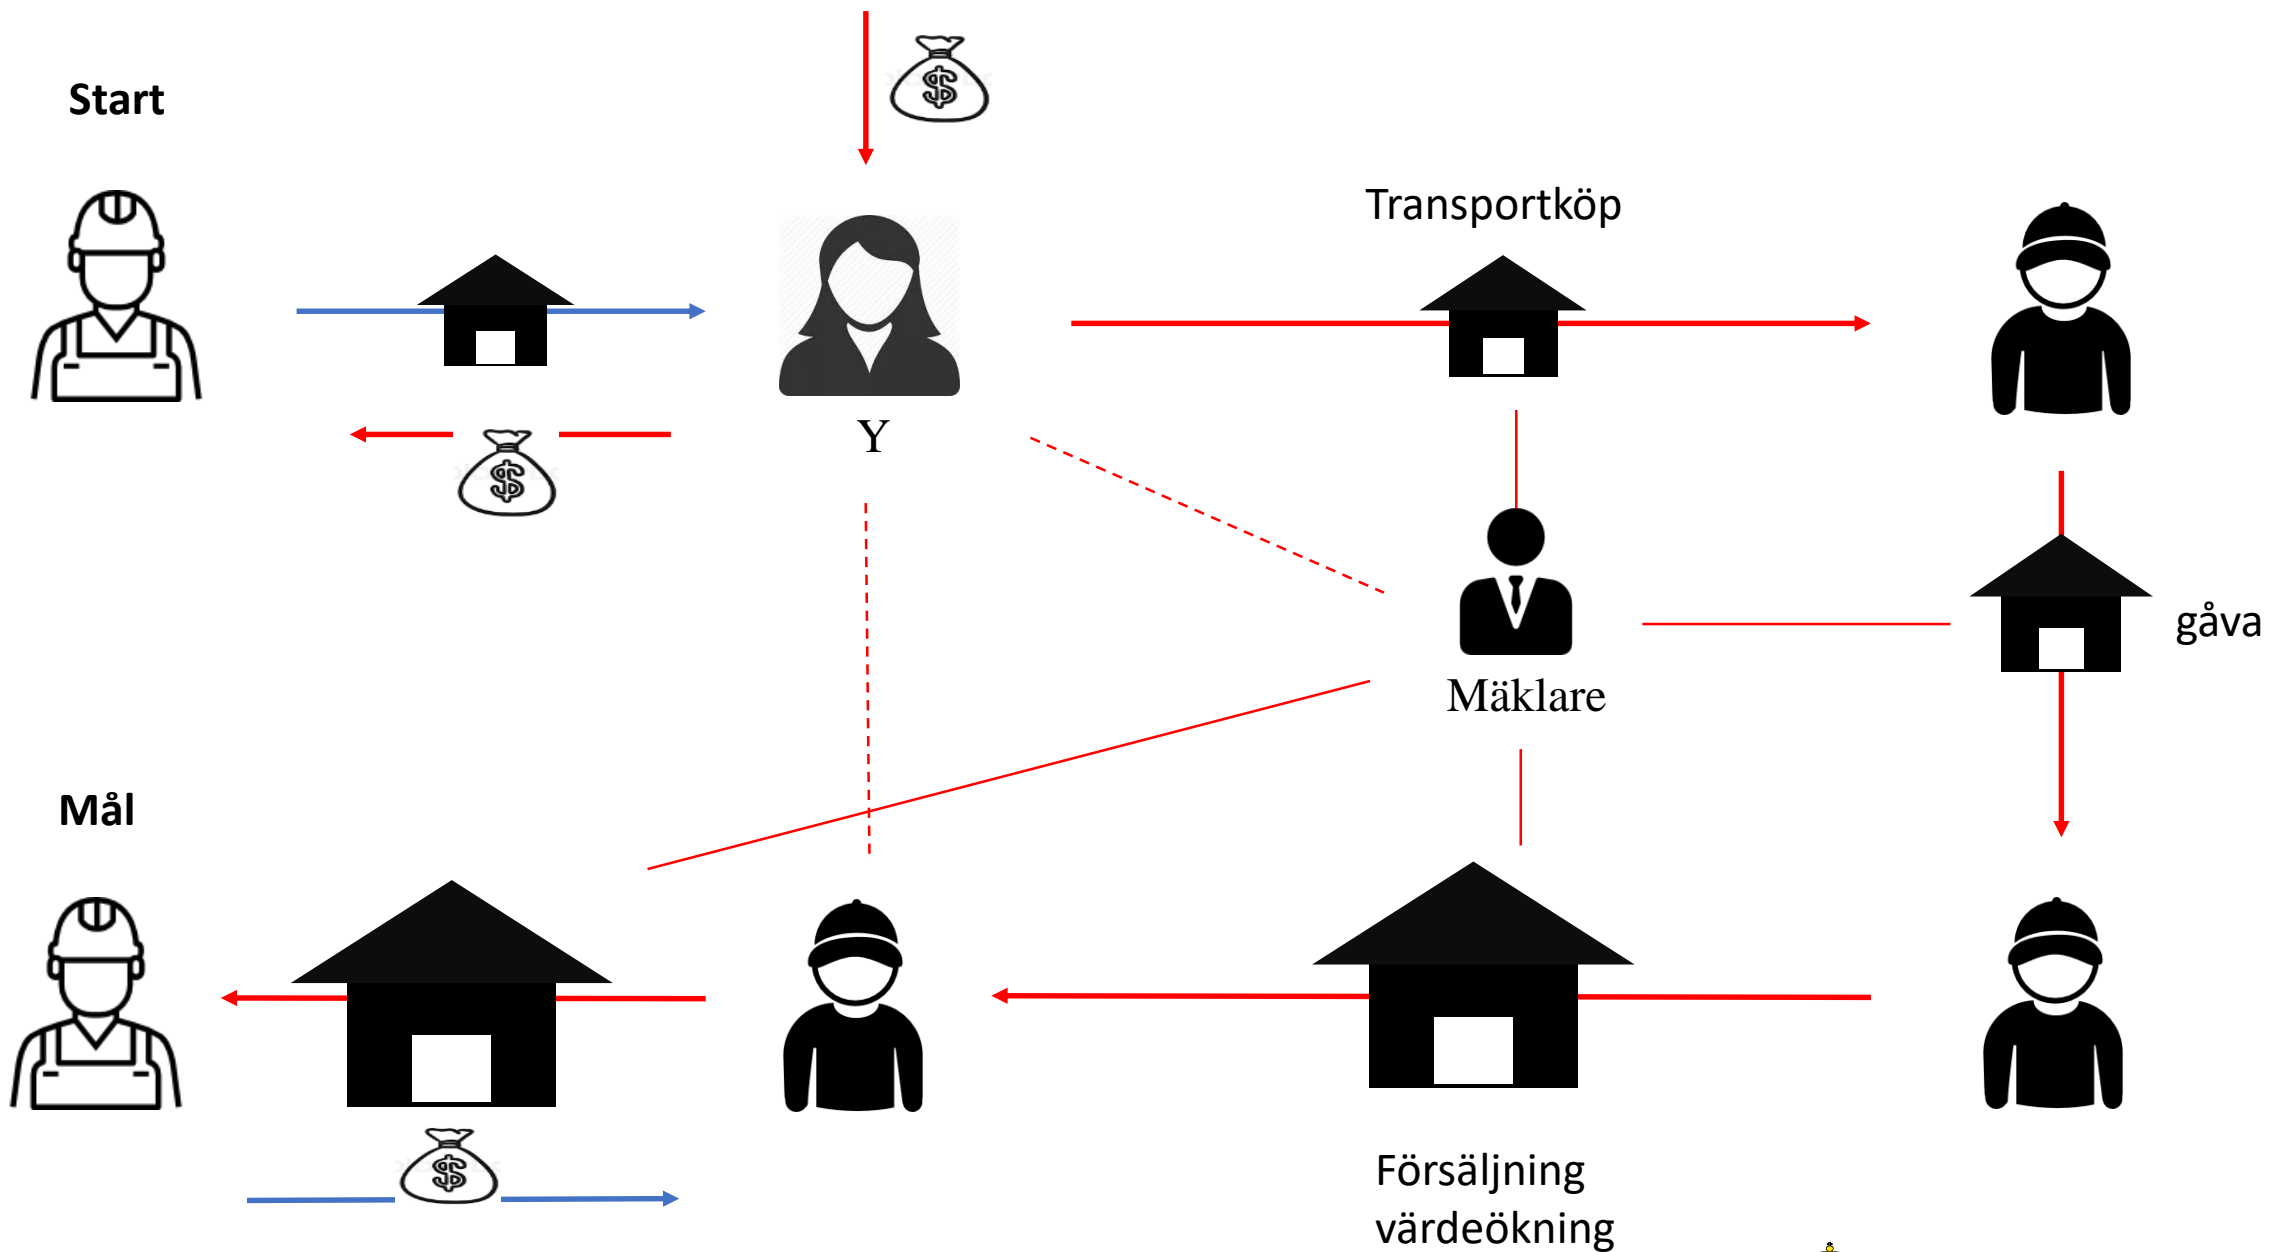 Start
$
Transportköp
Y
$
gåva
Mäklare
Mål
$
Försäljning
värdeökning